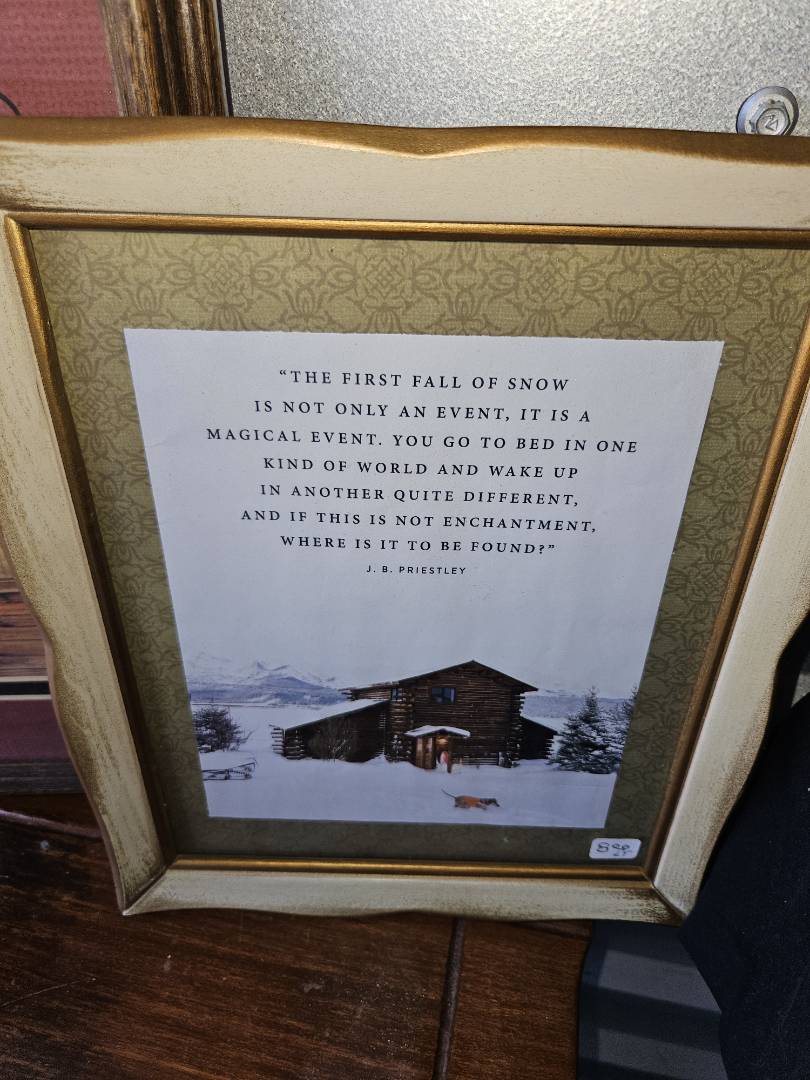 “THE FIRST FALL OF SNOW
IS NOT ONLY AN EVENT, IT IS A
MAGICAL EVENT. YOU GO TO BED IN ONE
KIND OF WORLD AND WAKE UP
IN ANOTHER QUITE DIFFERENT,
AND IF THIS IS NOT ENCHANTMENT,
WHERE IS IT TO BE FOUND?”
J. B. PRIESTLEY